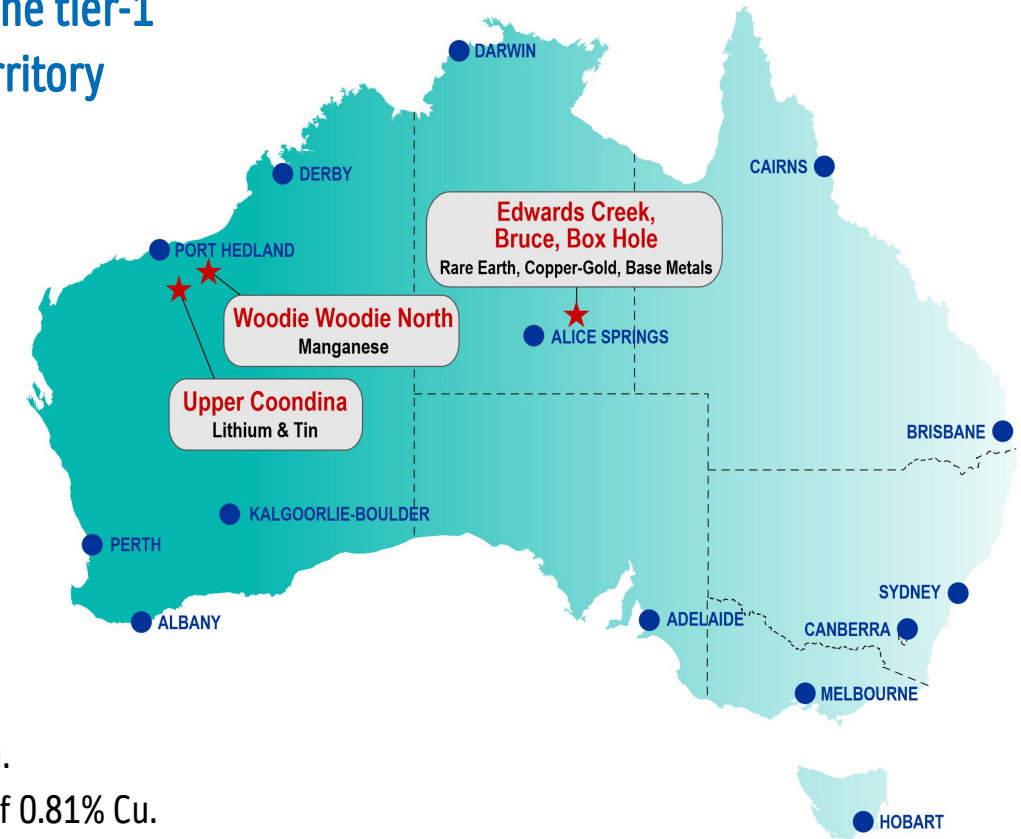 he tier-1
rritory
DARWIN
DERBY
CAIRNS
Edwards Creek,
Bruce, Box Hole
Rare Earth, Copper-Gold, Base Metals
PORT HEDLAND
Woodie Woodie North
Manganese
ALICE SPRINGS
Upper Coondina
Lithium & Tin
BRISBANE
KALGOORLIE-BOULDER
PERTH
SYDNEY
ALBANY
ADELAIDE
CANBERRA
MELBOURNE
f 0.81% Cu.
HOBART